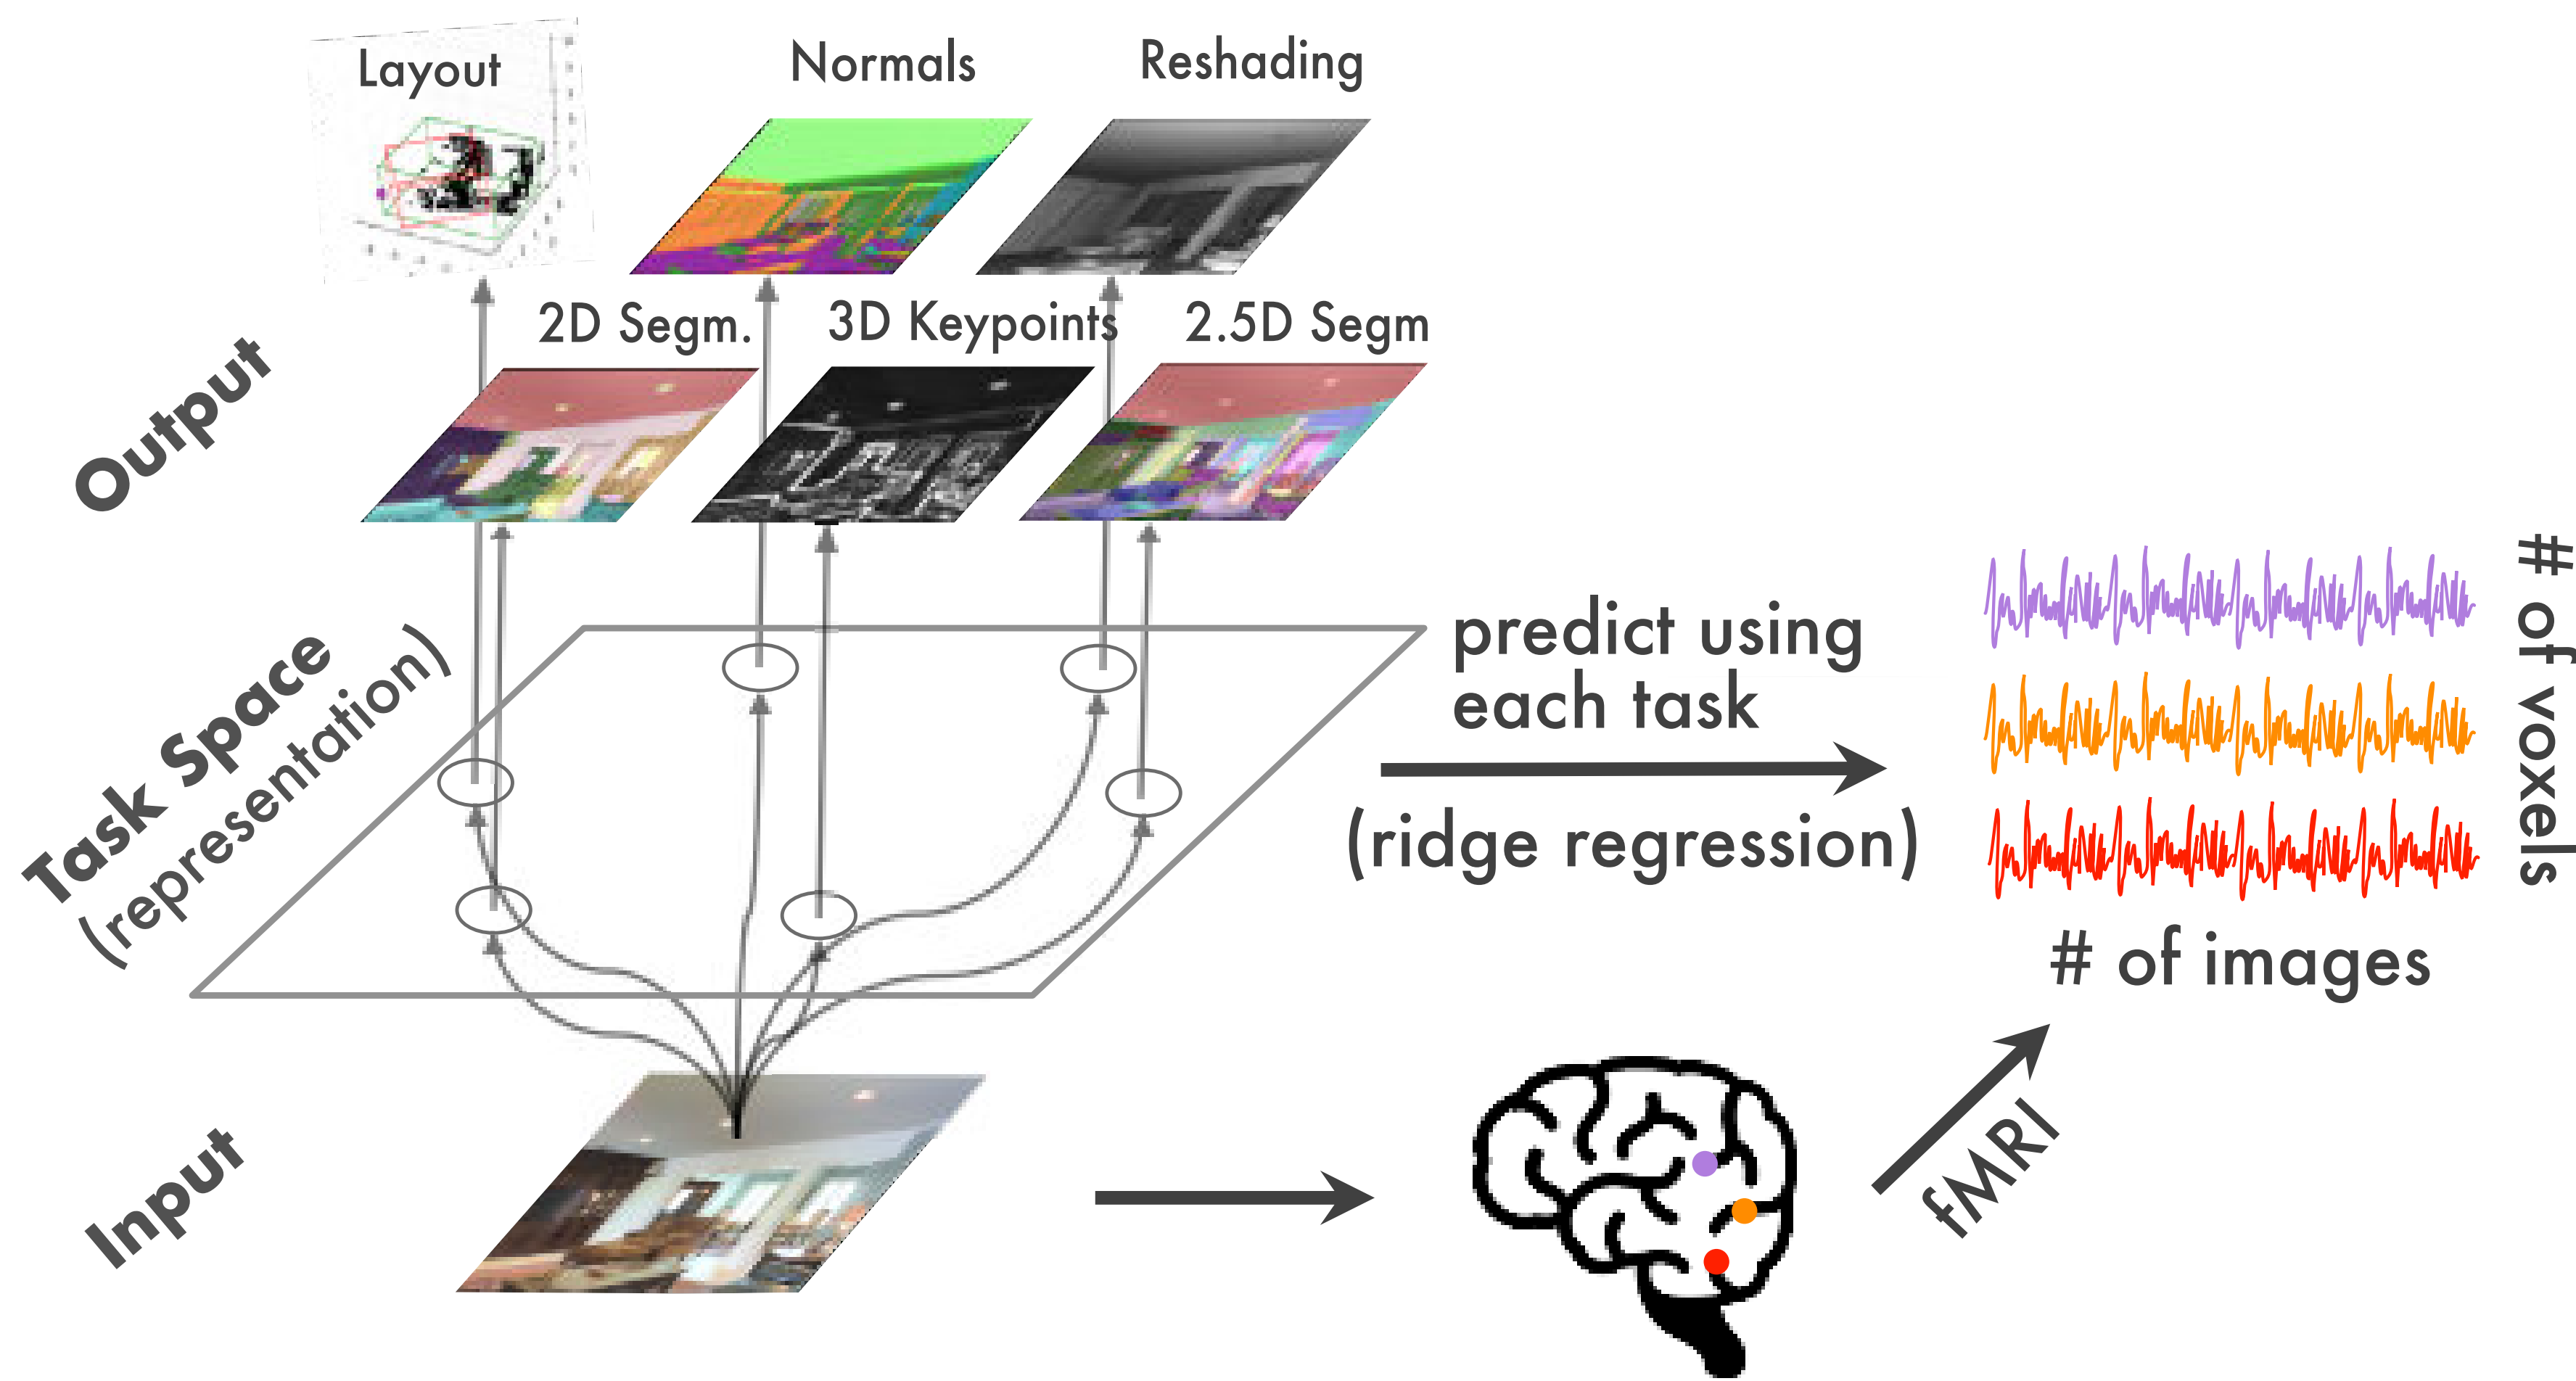 Layout
Normals
Reshading
2D Segm.
3D Keypoints
2.5D Segm
Output
Task Space
(representation)
predict using
each task
(ridge regression)
# of voxels
# of images
Input
fMRI